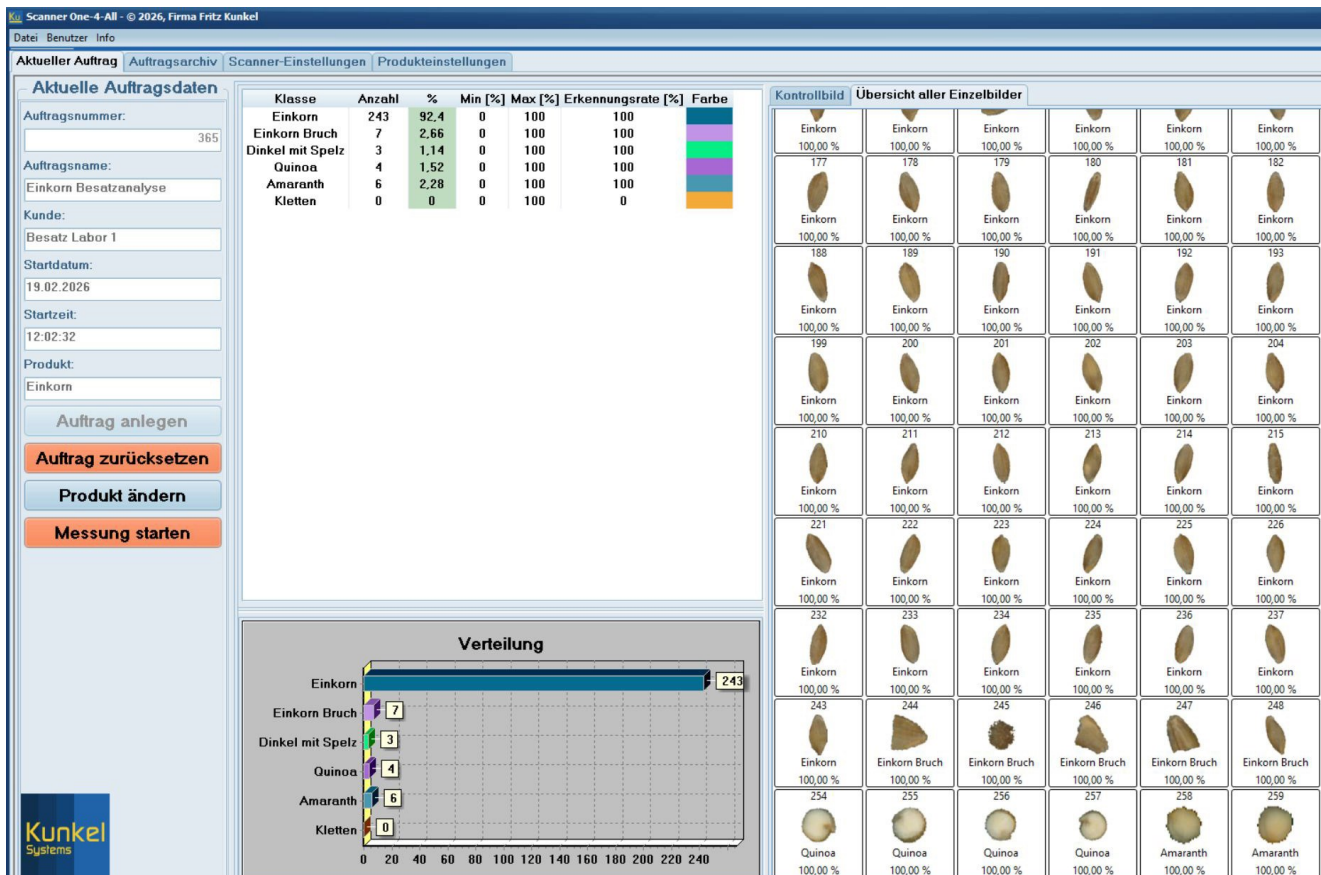 Ku Scanner One-4-All - © 2026, Firma Fritz Kunkel
Datei Benutzer Info
Aktueller Auftrag Auftragsarchiv Scanner-Einstellungen Produkteinstellungen
Aktuelle Auftragsdaten
Auftragsnummer:
365
Auftragsname:
Einkorn Besatzanalyse
Kunde:
Besatz Labor 1
Startdatum:
19.02.2026
Startzeit:
12:02:32
Produkt:
Einkorn
Auftrag anlegen
Auftrag zurücksetzen
Produkt ändern
Messung starten
Kunkel
Systems
Klasse Anzahl % Min [%] Max [%] Erkennungsrate [%] Farbe
Einkorn 243 92,4 0 100 100
Einkorn Bruch 7 2,66 0 100 100
Dinkel mit Spelz 3 1,14 0 100 100
Quinoa 4 1,52 0 100 100
Amaranth 6 2,28 0 100 100
Kletten 0 0 0 100 0
Verteilung
Einkorn 243
Einkorn Bruch 7
Dinkel mit Spelz 3
Quinoa 4
Amaranth 6
Kletten 0
0 20 40 60 80 100 120 140 160 180 200 220 240
Kontrollbild Übersicht aller Einzelbilder
Einkorn Einkorn Einkorn Einkorn Einkorn Einkorn
100,00 % 100,00 % 100,00 % 100,00 % 100,00 % 100,00 %
177 178 179 180 181 182
Einkorn Einkorn Einkorn Einkorn Einkorn Einkorn
100,00 % 100,00 % 100,00 % 100,00 % 100,00 % 100,00 %
188 189 190 191 192 193
Einkorn Einkorn Einkorn Einkorn Einkorn Einkorn
100,00 % 100,00 % 100,00 % 100,00 % 100,00 % 100,00 %
199 200 201 202 203 204
Einkorn Einkorn Einkorn Einkorn Einkorn Einkorn
100,00 % 100,00 % 100,00 % 100,00 % 100,00 % 100,00 %
210 211 212 213 214 215
Einkorn Einkorn Einkorn Einkorn Einkorn Einkorn
100,00 % 100,00 % 100,00 % 100,00 % 100,00 % 100,00 %
221 222 223 224 225 226
Einkorn Einkorn Einkorn Einkorn Einkorn Einkorn
100,00 % 100,00 % 100,00 % 100,00 % 100,00 % 100,00 %
232 233 234 235 236 237
Einkorn Einkorn Einkorn Einkorn Einkorn Einkorn
100,00 % 100,00 % 100,00 % 100,00 % 100,00 % 100,00 %
243 244 245 246 247 248
Einkorn Einkorn Bruch Einkorn Bruch Einkorn Bruch Einkorn Bruch Einkorn Bruch
100,00 % 100,00 % 100,00 % 100,00 % 100,00 % 100,00 %
254 255 256 257 258 259
Quinoa Quinoa Quinoa Quinoa Amaranth Amaranth
100,00 % 100,00 % 100,00 % 100,00 % 100,00 % 100,00 %